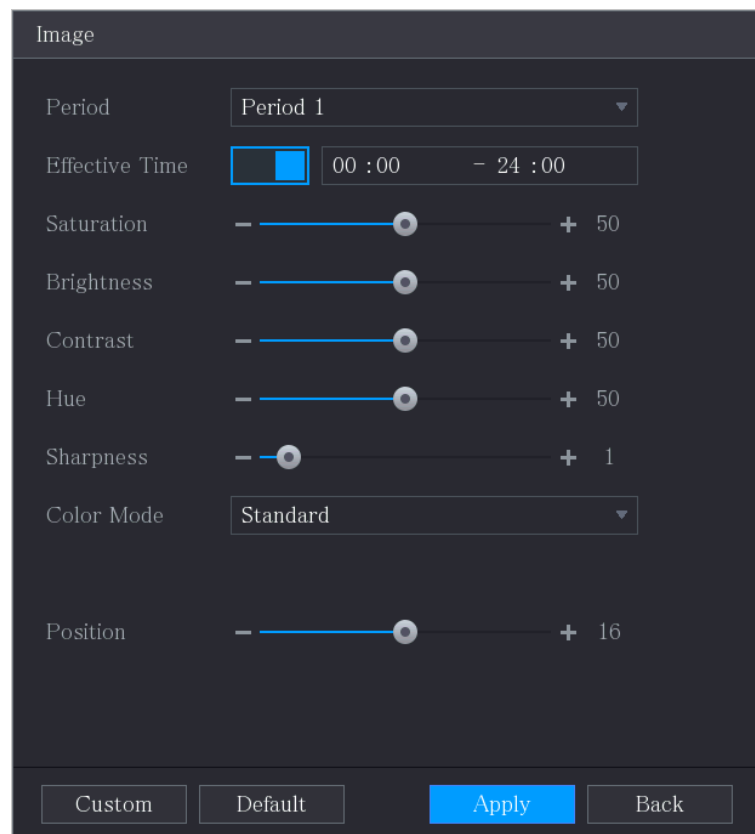 Image
Period Period 1
Effective Time 00 :00 - 24 :00
Saturation - + 50
Brightness - + 50
Contrast - + 50
Hue - + 50
Sharpness - + 1
Color Mode Standard
Position - + 16
Custom Default Apply Back